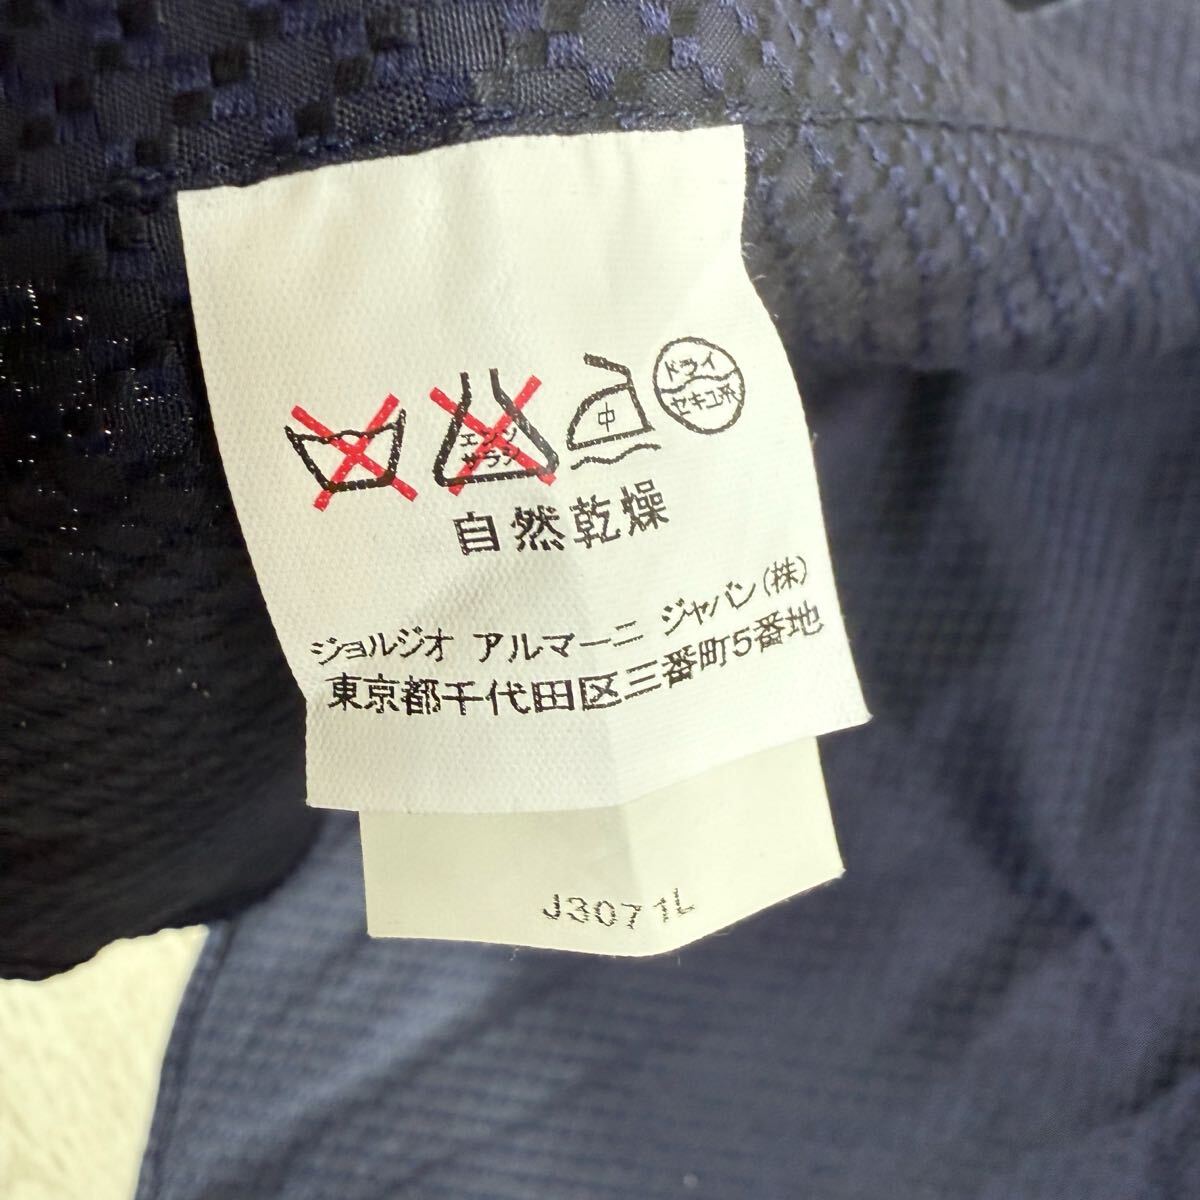 エンソ
サラシ
中
ドライ
セキユ系
自然乾燥
ジョルジオ アルマーニ ジャパン(株)
東京都千代田区三番町5番地
J3071L